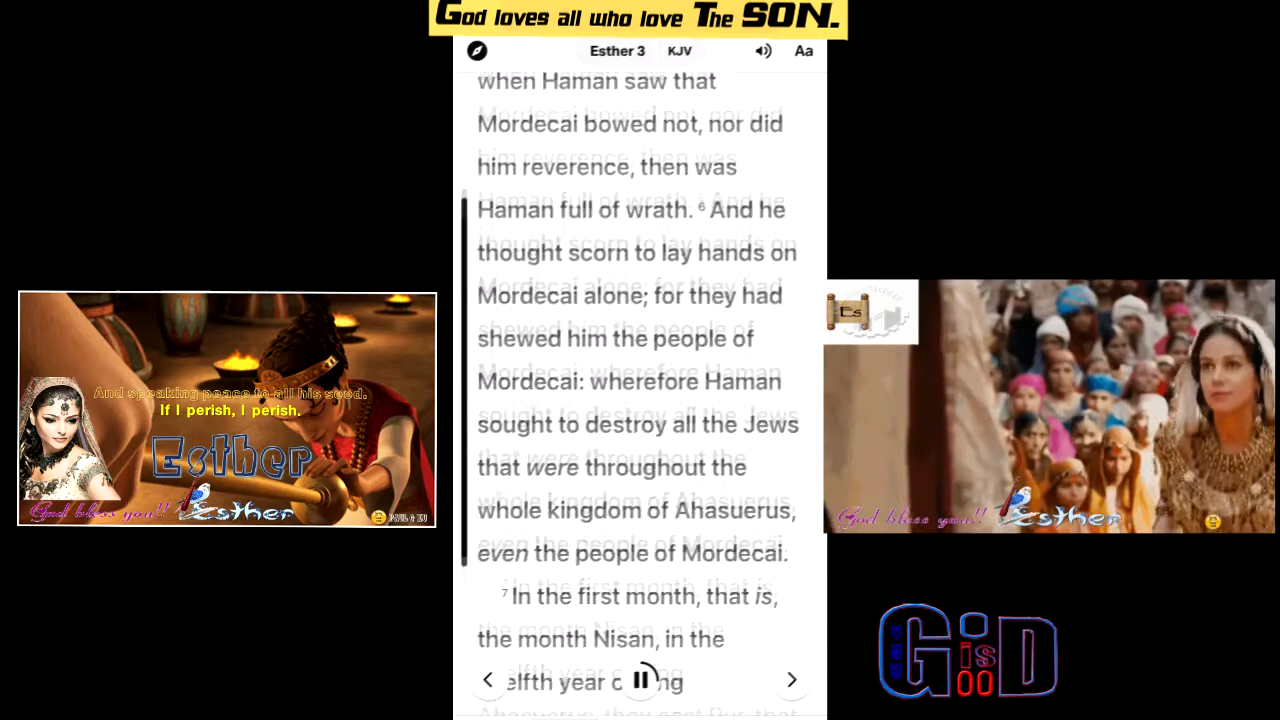 God loves all who love The SON.
Esther 3 KJV Aa
when Haman saw that
Mordecai bowed not, nor did
him reverence, then was
Haman full of wrath. 6 And he
thought scorn to lay hands on
Mordecai alone; for they had
shewed him the people of
Mordecai: wherefore Haman
sought to destroy all the Jews
that were throughout the
whole kingdom of Ahasuerus,
even the people of Mordecai.
7 In the first month, that is,
the month Nisan, in the
elfth year
And speaking peace to all his seed.
If I perish, I perish.
Esther
God bless you!!
Esther
Es
God bless you!!
Esther
GisD